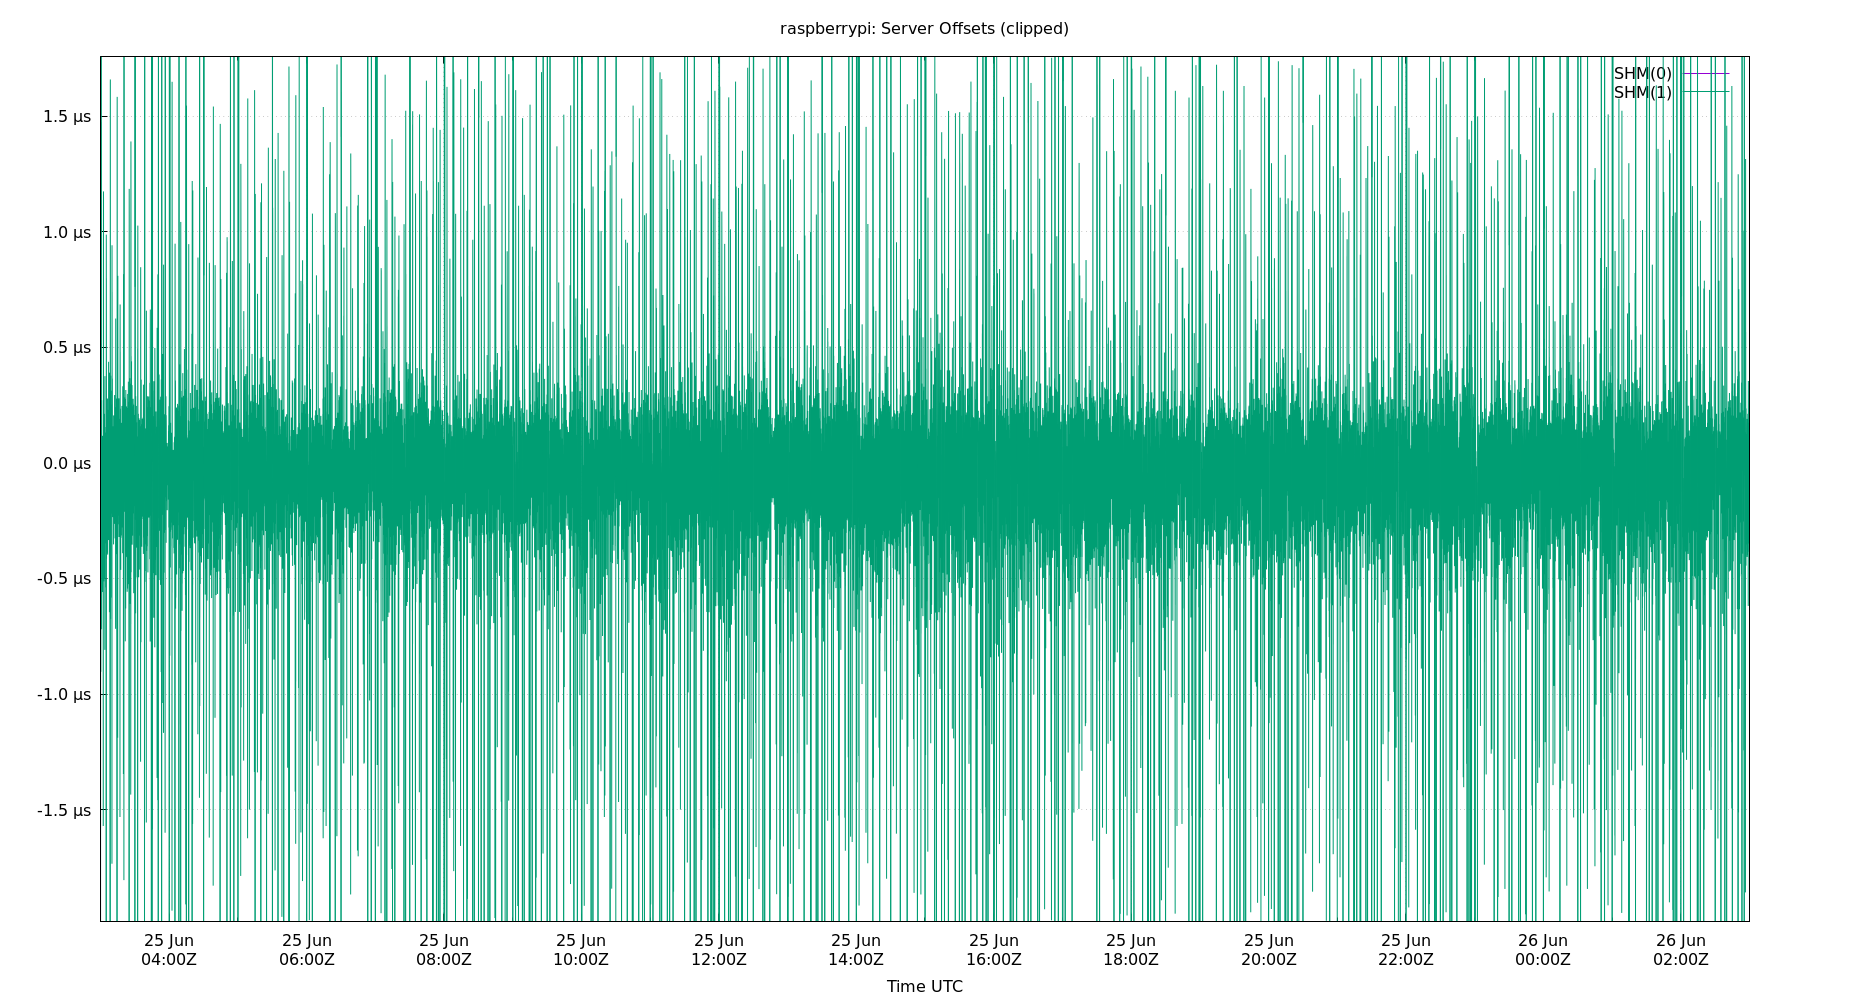 raspberrypi: Server Offsets (clipped)
SHM(0)
SHM(1)
1.5 μs
1.0 μs
0.5 μs
0.0 μs
-0.5 μs
-1.0 μs
-1.5 μs
25 Jun 25 Jun 25 Jun 25 Jun 25 Jun 25 Jun 25 Jun 25 Jun 25 Jun 25 Jun 26 Jun 26 Jun
04:00Z 06:00Z 08:00Z 10:00Z 12:00Z 14:00Z 16:00Z 18:00Z 20:00Z 22:00Z 00:00Z 02:00Z
Time UTC